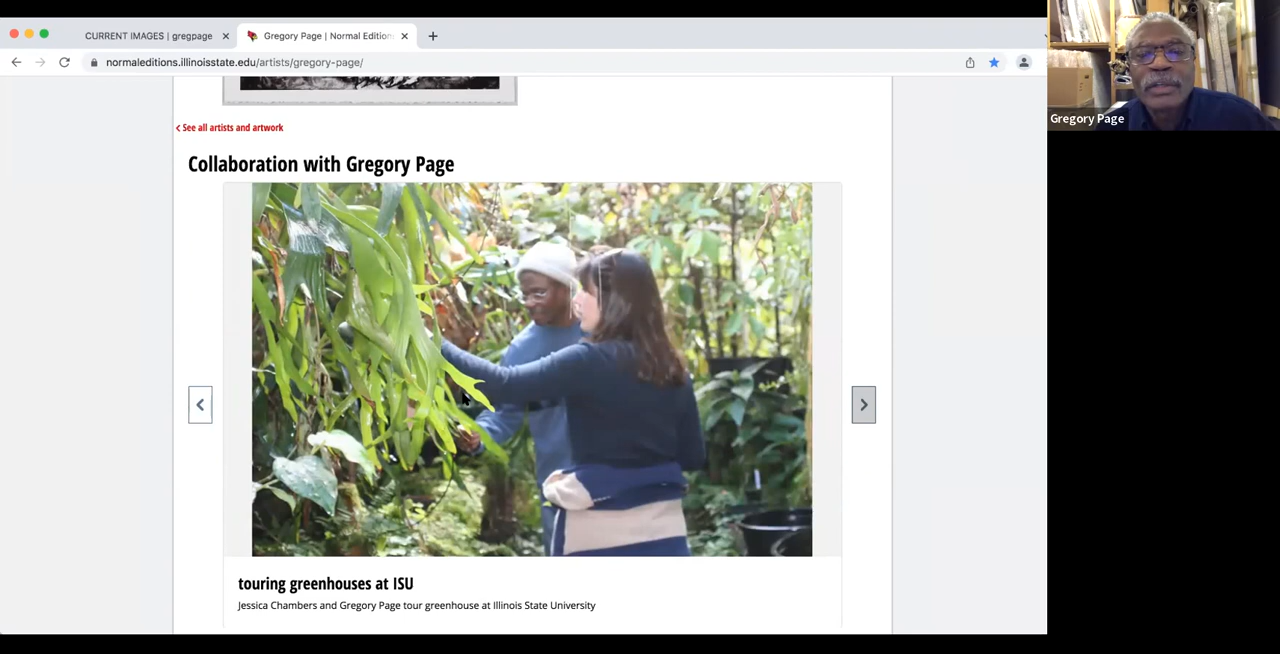 CURRENT IMAGES | gregpage
Gregory Page | Normal Edition
normaleditions.illinoisstate.edu/artists/gregory-page/
Gregory Page
See all artists and artwork
Collaboration with Gregory Page
touring greenhouses at ISU
Jessica Chambers and Gregory Page tour greenhouse at Illinois State University